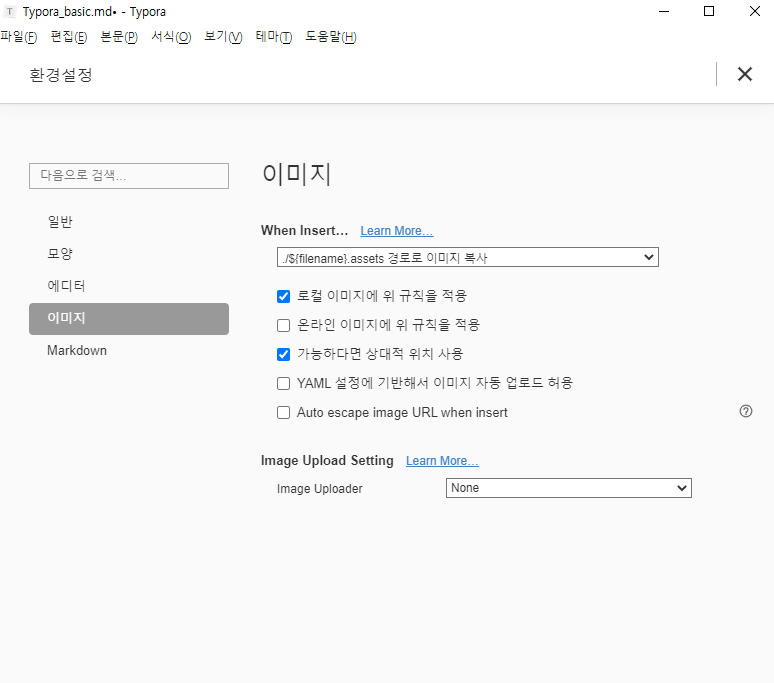 T Typora_basic.md• - Typora
파일(F) 편집(E) 본문(P) 서식(O) 보기(V) 테마(T) 도움말(H)
환경설정
다음으로 검색...
일반
모양
에디터
이미지
Markdown
이미지
When Insert... Learn More...
./${filename}.assets 경로로 이미지 복사
로컬 이미지에 위 규칙을 적용
온라인 이미지에 위 규칙을 적용
가능하다면 상대적 위치 사용
YAML 설정에 기반해서 이미지 자동 업로드 허용
Auto escape image URL when insert
Image Upload Setting Learn More...
Image Uploader None